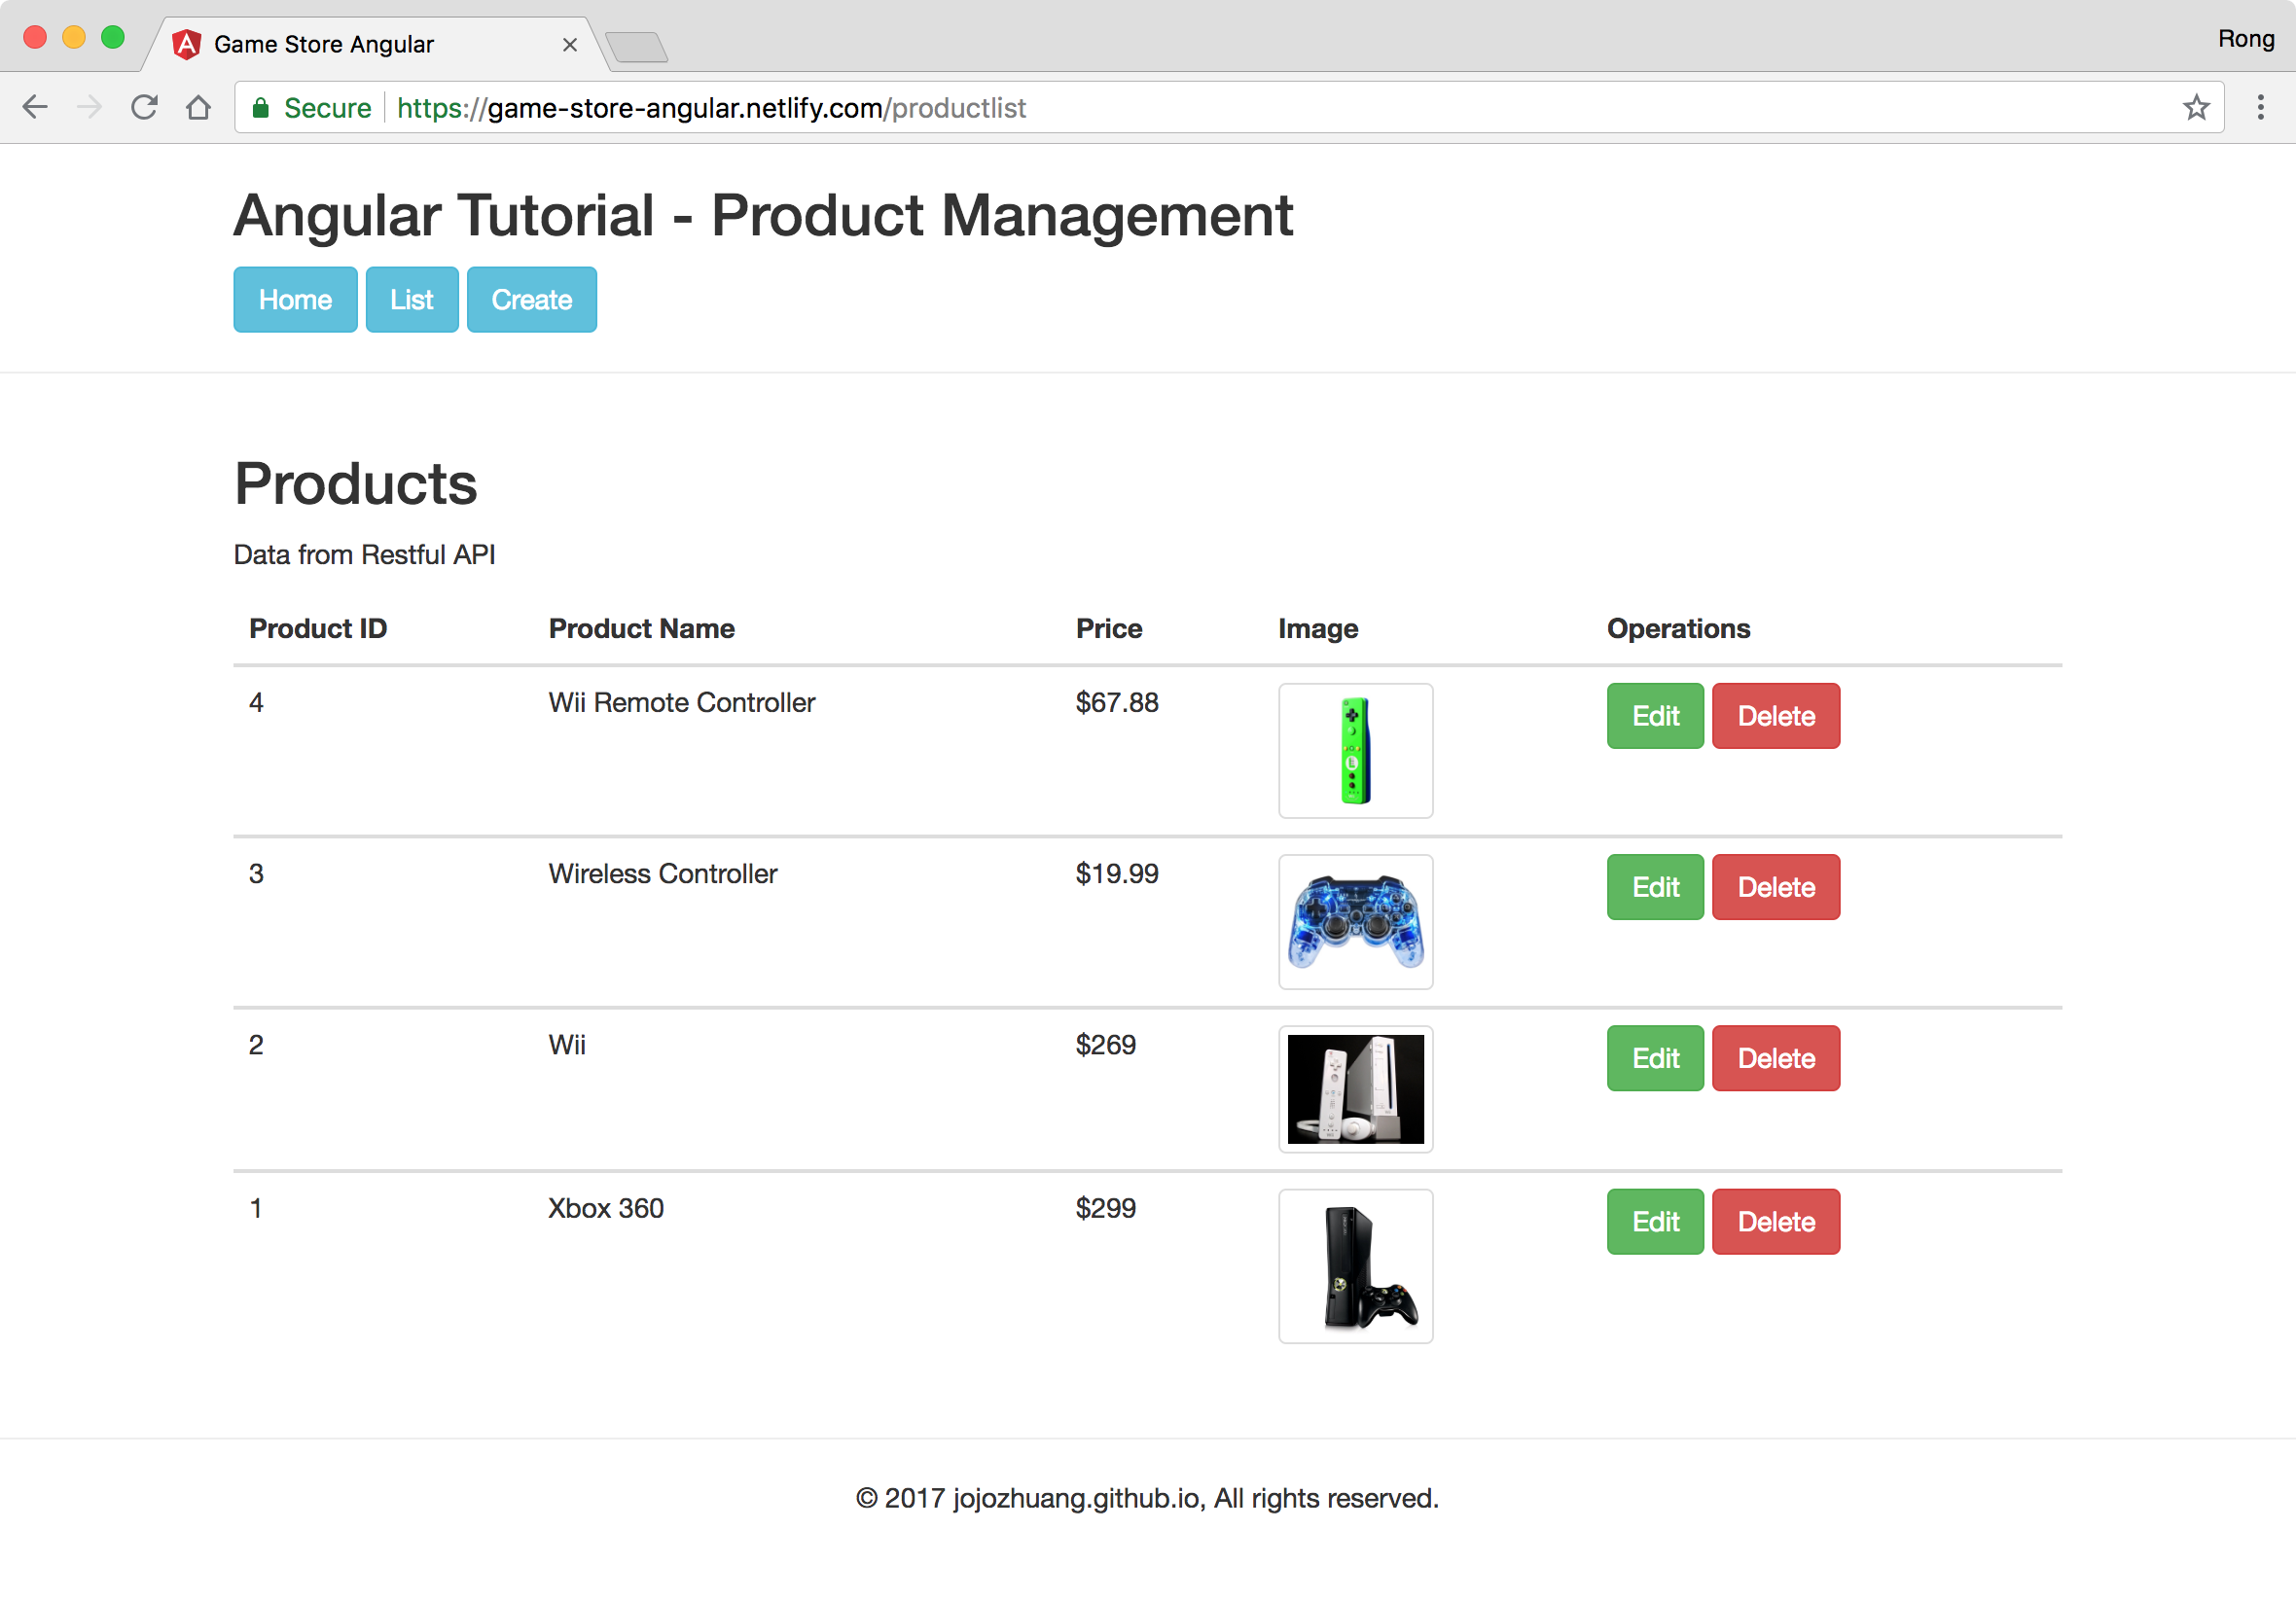 Game Store Angular
Rong
Secure https://game-store-angular.netlify.com/productlist
Angular Tutorial - Product Management
Home List Create
Products
Data from Restful API
Product ID Product Name Price Image Operations
4 Wii Remote Controller $67.88 Edit Delete
3 Wireless Controller $19.99 Edit Delete
2 Wii $269 Edit Delete
1 Xbox 360 $299 Edit Delete
© 2017 jojozhuang.github.io, All rights reserved.